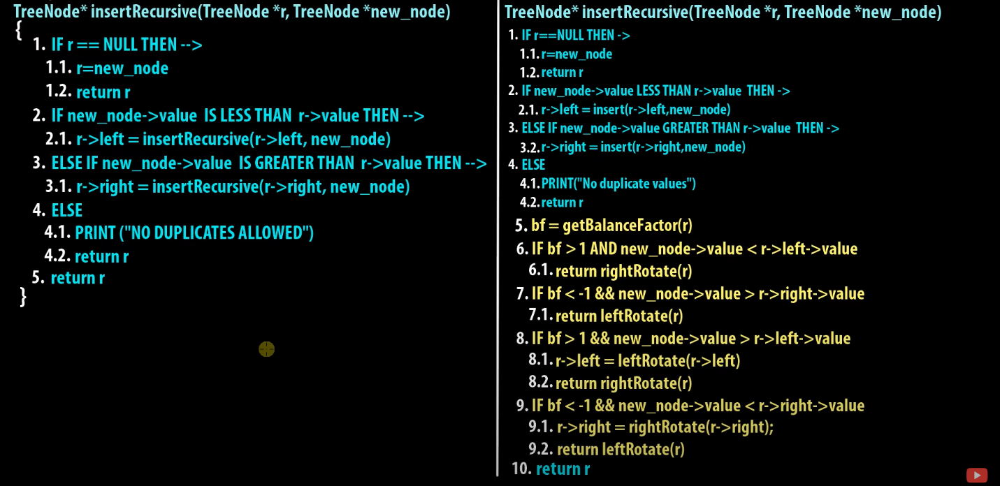 TreeNode* insertRecursive(TreeNode *r, TreeNode *new_node)
{
1. IF r == NULL THEN -->
1.1. r=new_node
1.2. return r
2. IF new_node->value IS LESS THAN r->value THEN -->
2.1. r->left = insertRecursive(r->left, new_node)
3. ELSE IF new_node->value IS GREATER THAN r->value THEN -->
3.1. r->right = insertRecursive(r->right, new_node)
4. ELSE
4.1. PRINT ("NO DUPLICATES ALLOWED")
4.2. return r
5. return r
}
TreeNode* insertRecursive(TreeNode *r, TreeNode *new_node)
1. IF r==NULL THEN ->
1.1. r=new_node
1.2. return r
2. IF new_node->value LESS THAN r->value THEN ->
2.1. r->left = insert(r->left,new_node)
3. ELSE IF new_node->value GREATER THAN r->value THEN ->
3.2. r->right = insert(r->right,new_node)
4. ELSE
4.1. PRINT("No duplicate values")
4.2. return r
5. bf = getBalanceFactor(r)
6. IF bf > 1 AND new_node->value < r->left->value
6.1. return rightRotate(r)
7. IF bf < -1 && new_node->value > r->right->value
7.1. return leftRotate(r)
8. IF bf > 1 && new_node->value > r->left->value
8.1. r->left = leftRotate(r->left)
8.2. return rightRotate(r)
9. IF bf < -1 && new_node->value < r->right->value
9.1. r->right = rightRotate(r->right);
9.2. return leftRotate(r)
10. return r